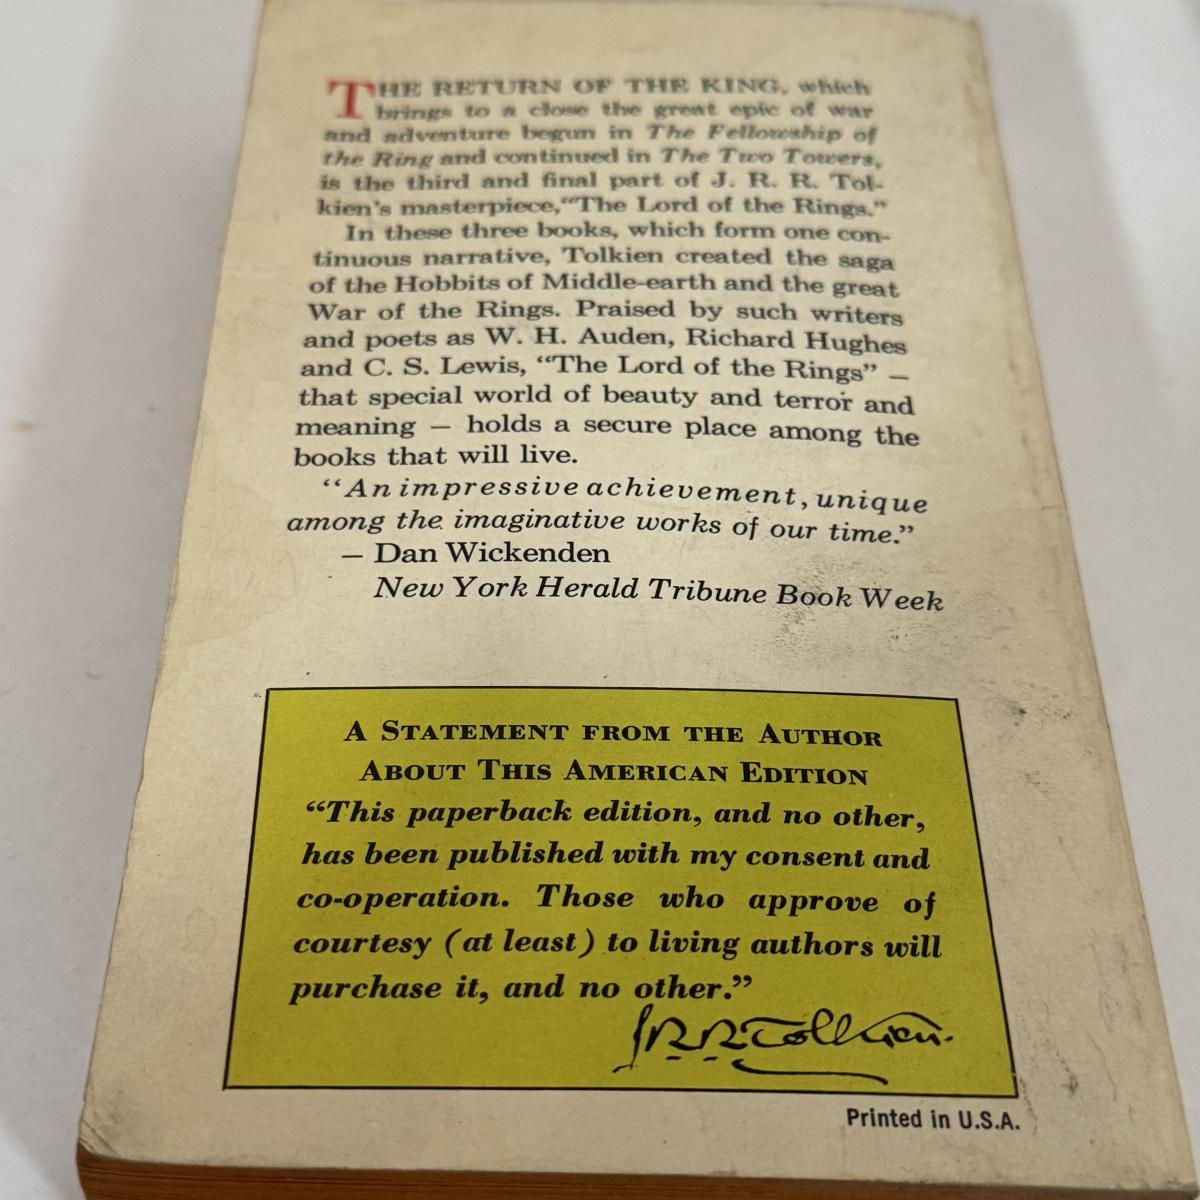 THE RETURN OF THE KING, which
brings to a close the great epic of war
and adventure begun in The Fellowship of
the Ring and continued in The Two Towers,
is the third and final part of J. R. R. Tol-
kien's masterpiece, “The Lord of the Rings.”
In these three books, which form one con-
tinuous narrative, Tolkien created the saga
of the Hobbits of Middle-earth and the great
War of the Rings. Praised by such writers
and poets as W. H. Auden, Richard Hughes
and C. S. Lewis, “The Lord of the Rings” —
that special world of beauty and terror and
meaning — holds a secure place among the
books that will live.
“An impressive achievement, unique
among the imaginative works of our time.”
— Dan Wickenden
New York Herald Tribune Book Week
A STATEMENT FROM THE AUTHOR
ABOUT THIS AMERICAN EDITION
“This paperback edition, and no other,
has been published with my consent and
co-operation. Those who approve of
courtesy (at least) to living authors will
purchase it, and no other.”
JRRTolkien.
Printed in U.S.A.